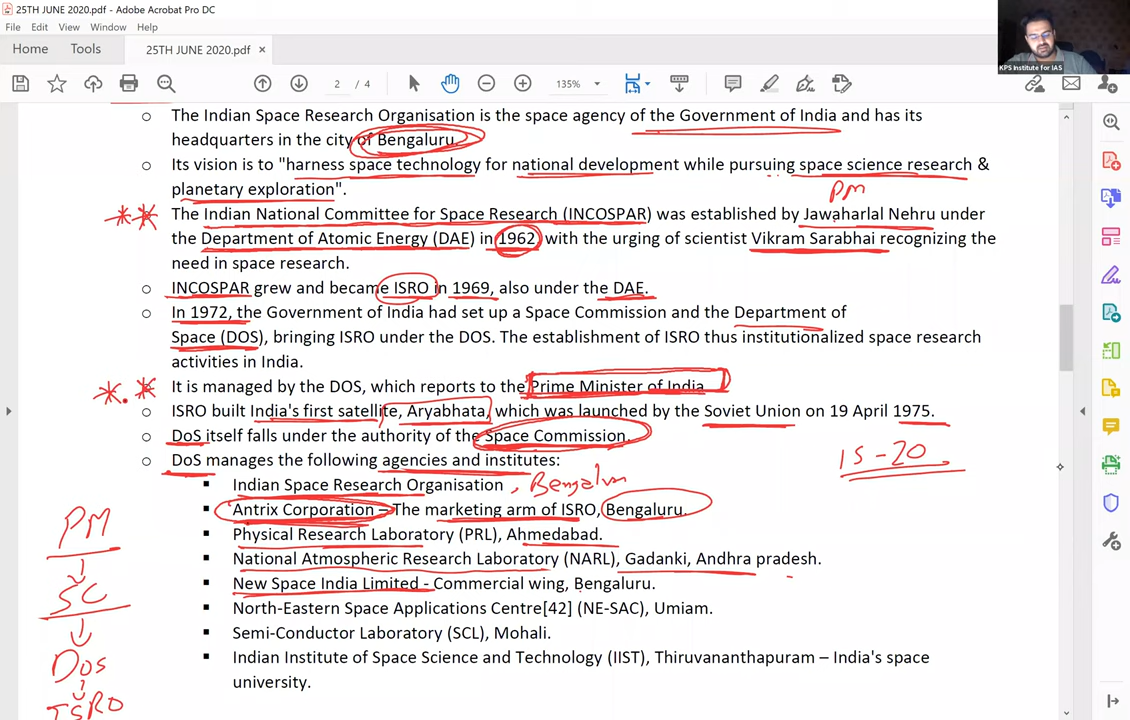 25TH JUNE 2020.pdf - Adobe Acrobat Pro DC
File Edit View Window Help
Home Tools 25TH JUNE 2020.pdf ×
2 / 4 135%
KPS Institute for IAS
The Indian Space Research Organisation is the space agency of the Government of India and has its
headquarters in the city of Bengaluru.
Its vision is to "harness space technology for national development while pursuing space science research &
planetary exploration".
PM
The Indian National Committee for Space Research (INCOSPAR) was established by Jawaharlal Nehru under
the Department of Atomic Energy (DAE) in 1962 with the urging of scientist Vikram Sarabhai recognizing the
need in space research.
INCOSPAR grew and became ISRO in 1969, also under the DAE.
In 1972, the Government of India had set up a Space Commission and the Department of
Space (DOS), bringing ISRO under the DOS. The establishment of ISRO thus institutionalized space research
activities in India.
It is managed by the DOS, which reports to the Prime Minister of India.
ISRO built India's first satellite, Aryabhata, which was launched by the Soviet Union on 19 April 1975.
DoS itself falls under the authority of the Space Commission.
15-20
DoS manages the following agencies and institutes:
Indian Space Research Organisation , Bengaluru
Antrix Corporation – The marketing arm of ISRO, Bengaluru.
Physical Research Laboratory (PRL), Ahmedabad.
National Atmospheric Research Laboratory (NARL), Gadanki, Andhra pradesh.
New Space India Limited - Commercial wing, Bengaluru.
North-Eastern Space Applications Centre[42] (NE-SAC), Umiam.
Semi-Conductor Laboratory (SCL), Mohali.
Indian Institute of Space Science and Technology (IIST), Thiruvananthapuram – India's space
university.
PM
SC
DOS
ISRO